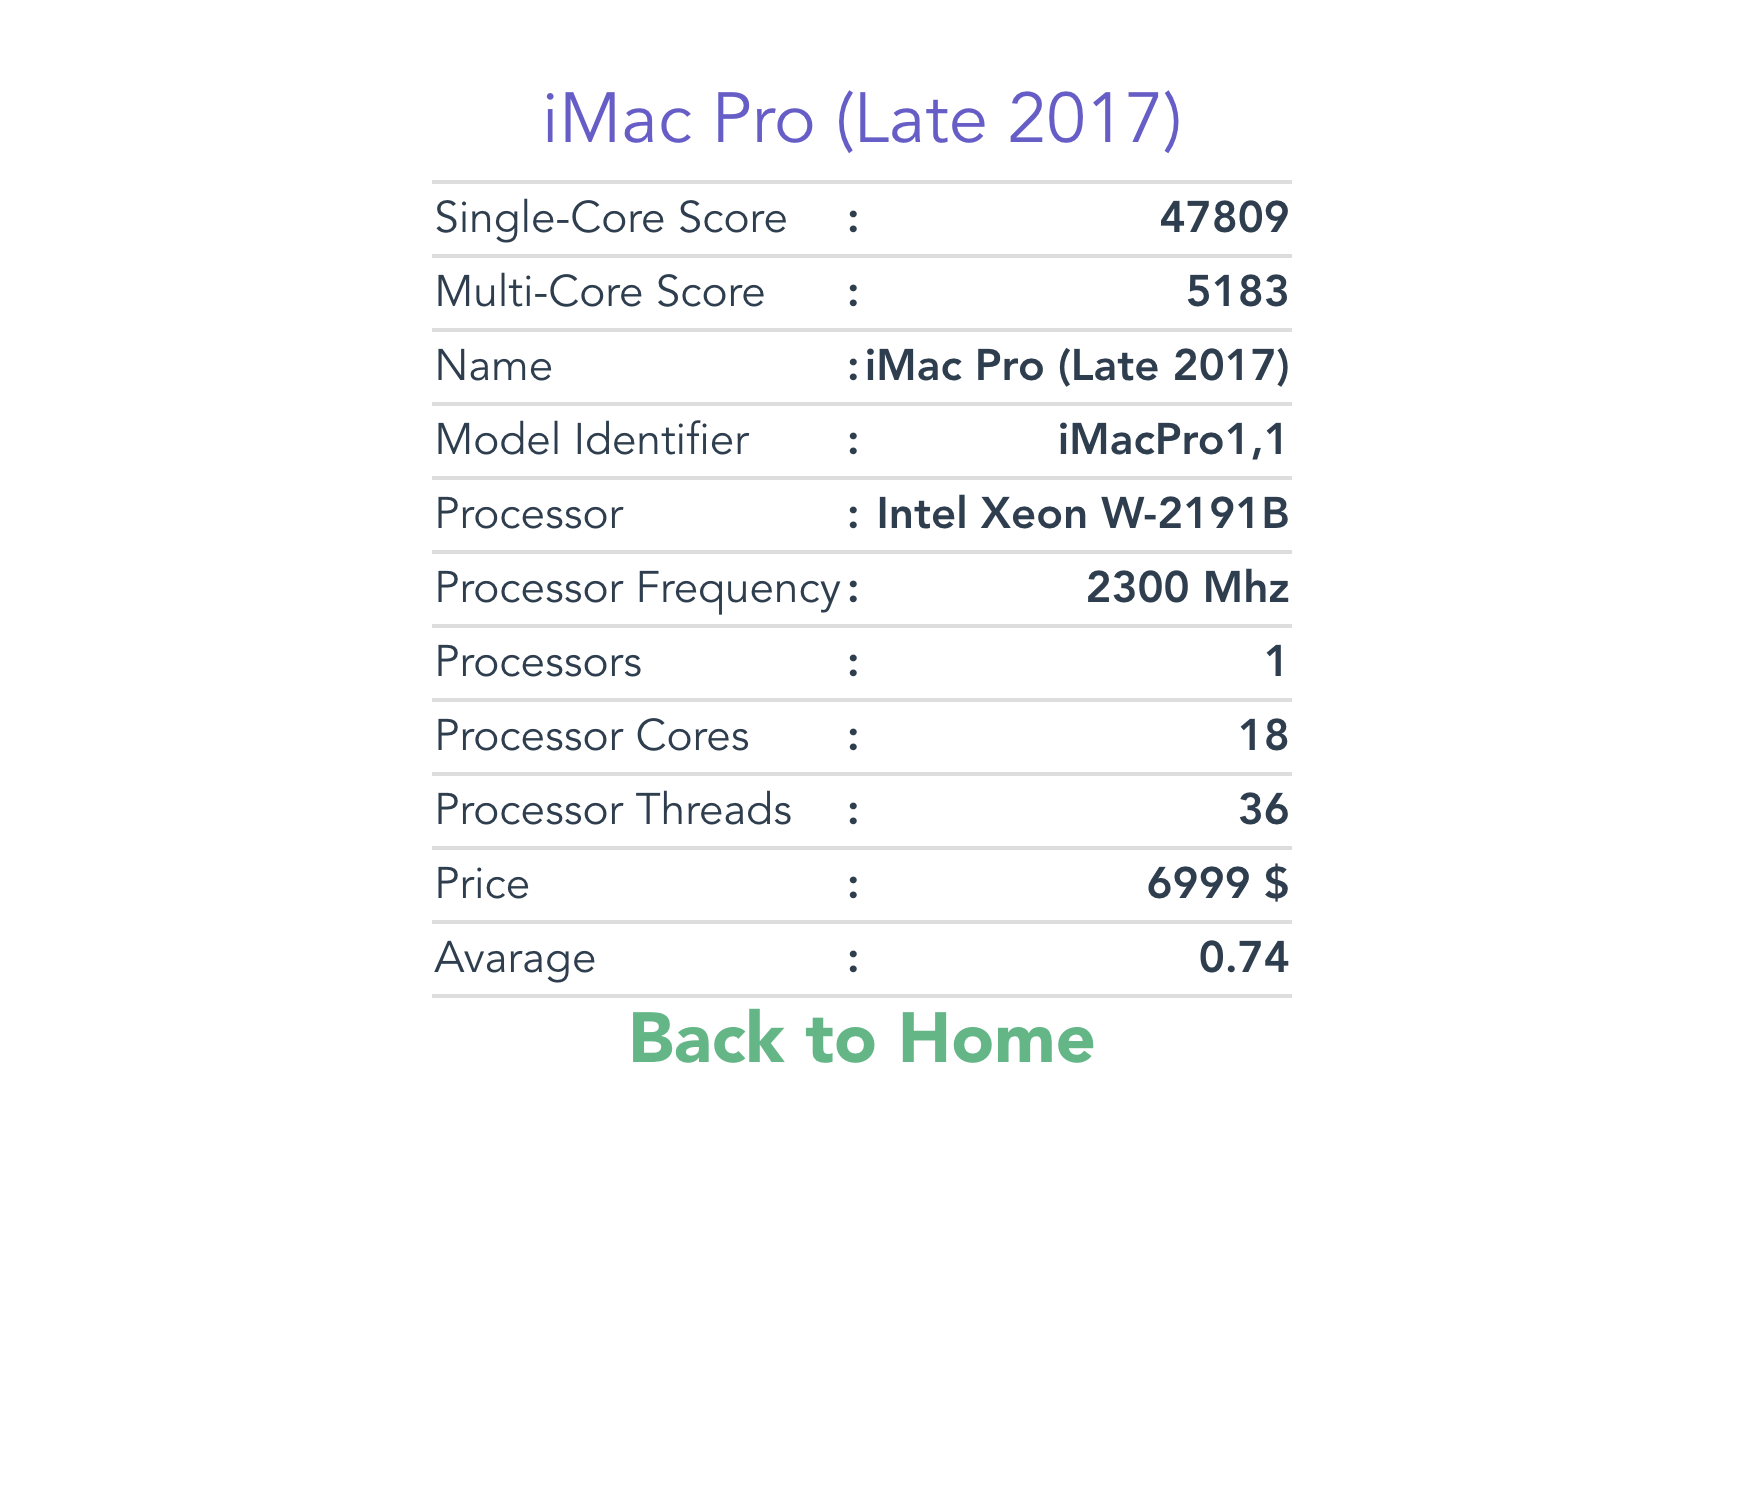 iMac Pro (Late 2017)
Single-Core Score : 47809
Multi-Core Score : 5183
Name : iMac Pro (Late 2017)
Model Identifier : iMacPro1,1
Processor : Intel Xeon W-2191B
Processor Frequency : 2300 Mhz
Processors : 1
Processor Cores : 18
Processor Threads : 36
Price : 6999 $
Avarage : 0.74
Back to Home